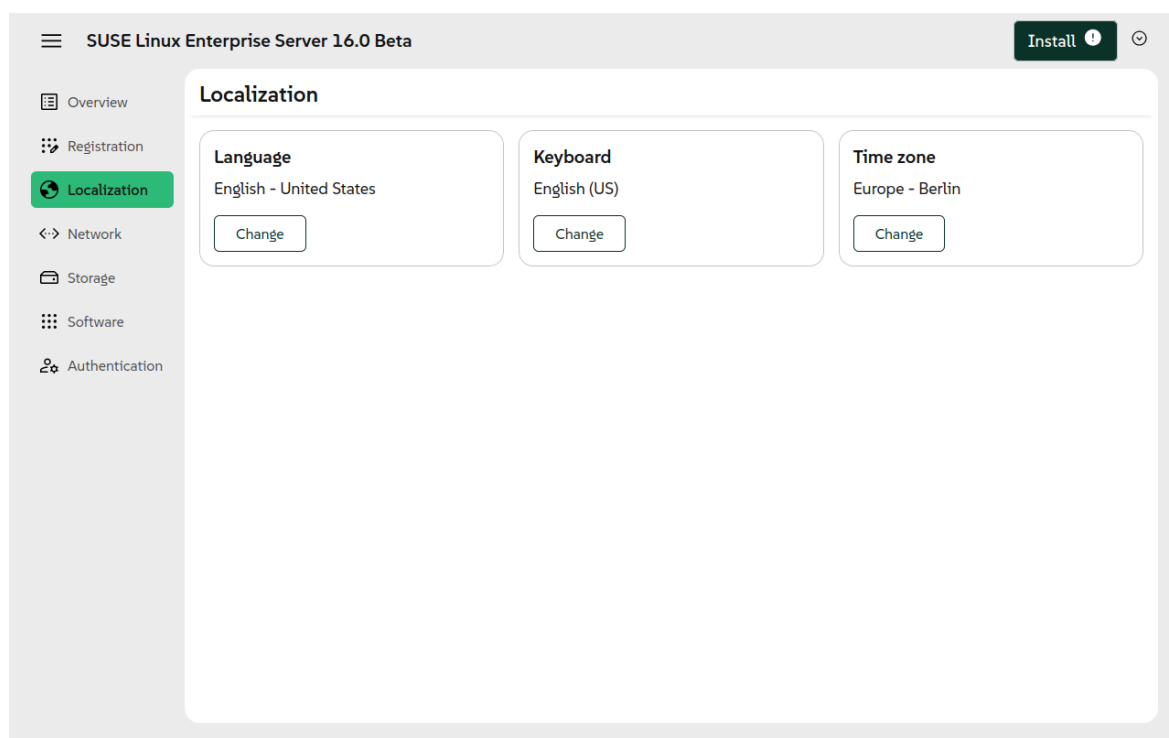 SUSE Linux Enterprise Server 16.0 Beta
Install !
Overview
Registration
Localization
Network
Storage
Software
Authentication
Localization
Language
English - United States
Change
Keyboard
English (US)
Change
Time zone
Europe - Berlin
Change